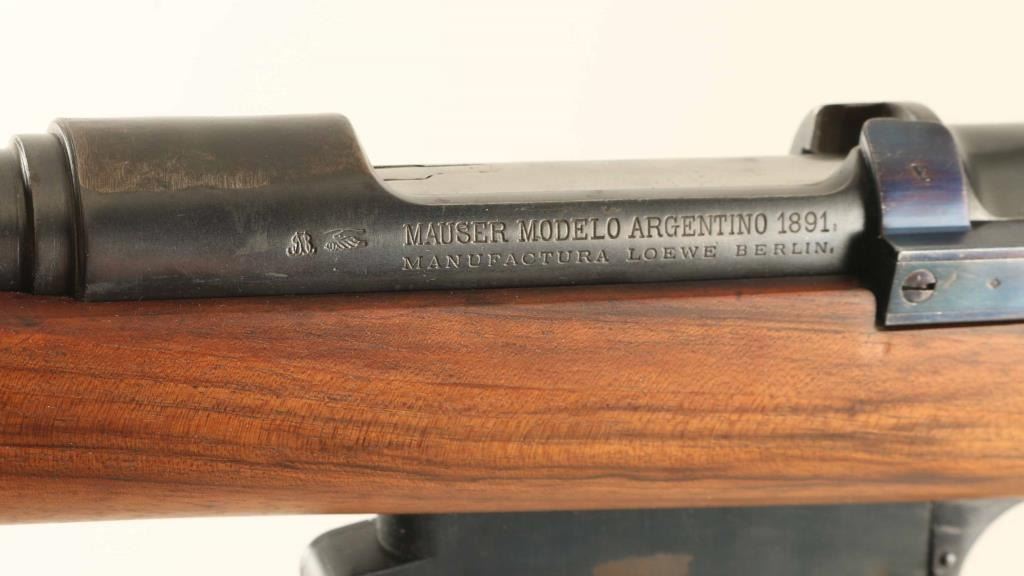 MAUSER MODELO ARGENTINO 1891.
MANUFACTURA LOEWE BERLIN.